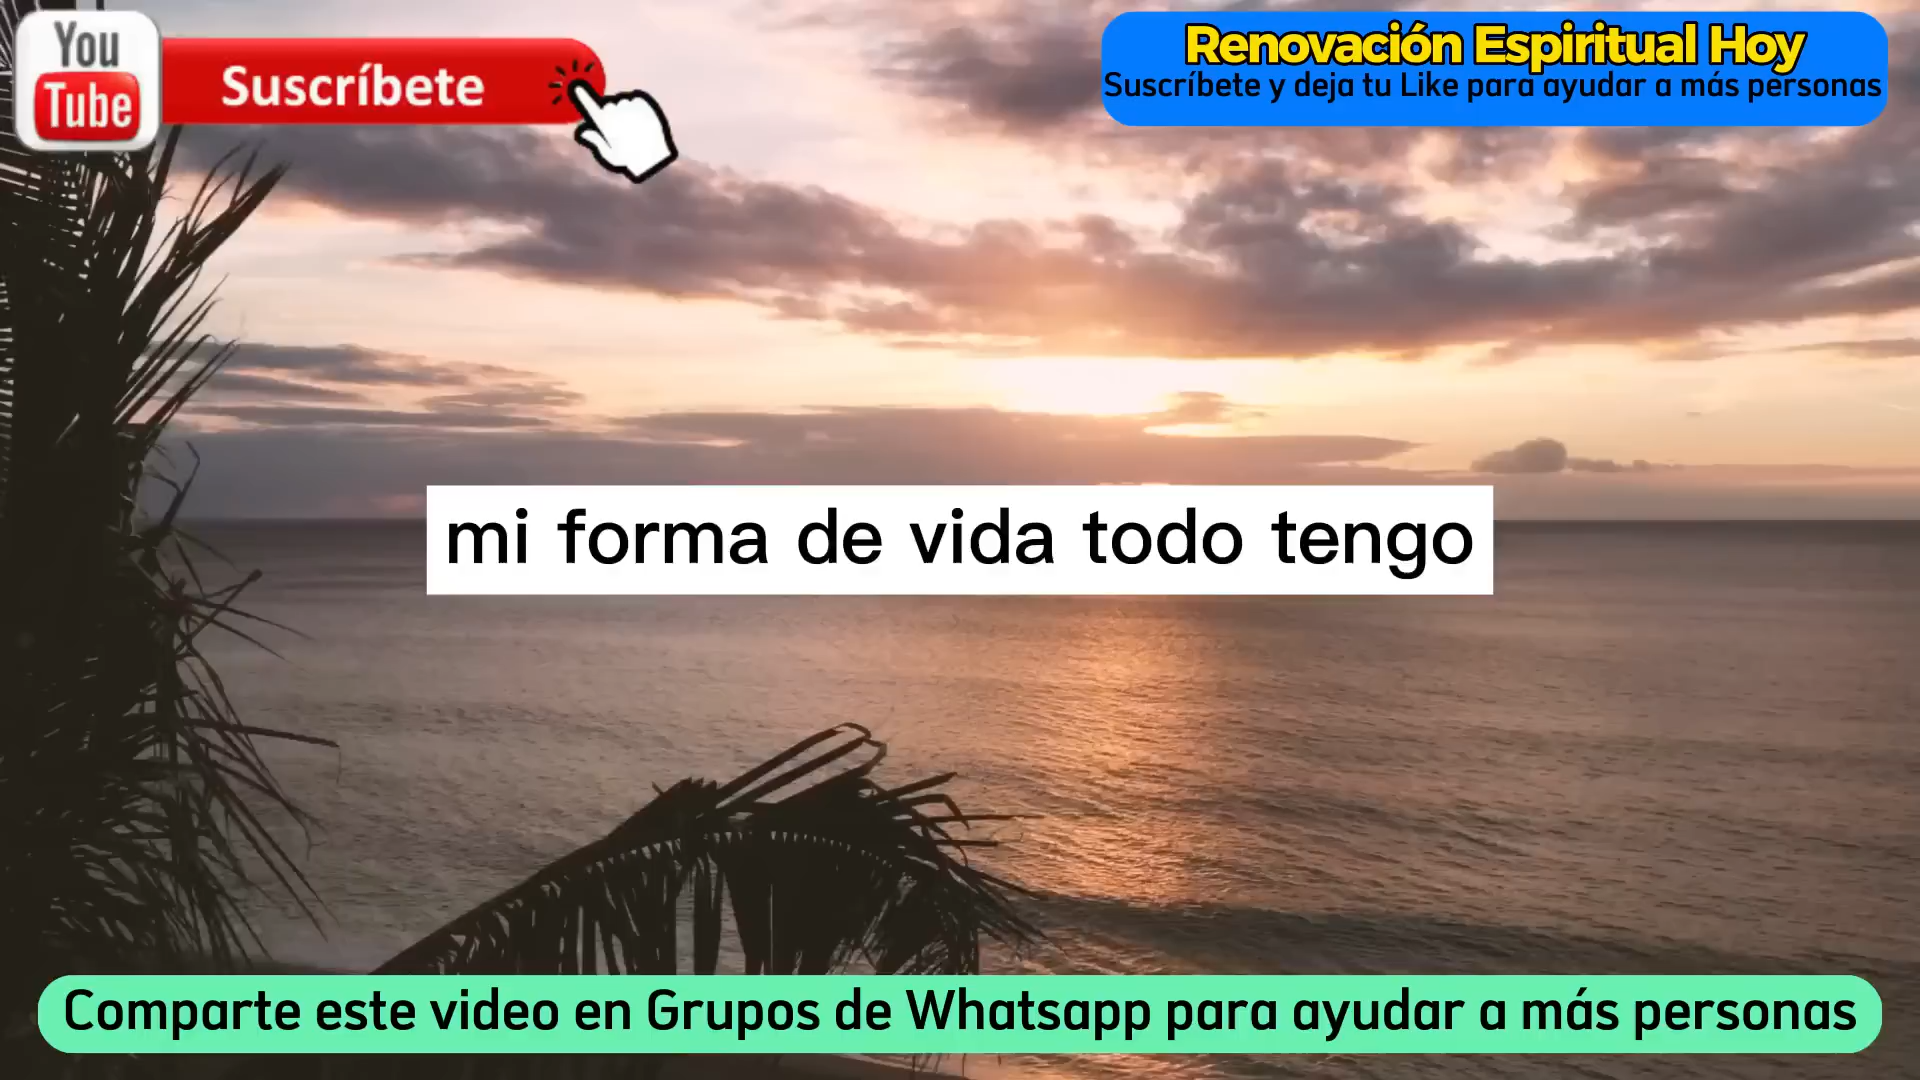 You
Tube
Suscríbete
Renovación Espiritual Hoy
Suscríbete y deja tu Like para ayudar a más personas
mi forma de vida todo tengo
Comparte este video en Grupos de Whatsapp para ayudar a más personas